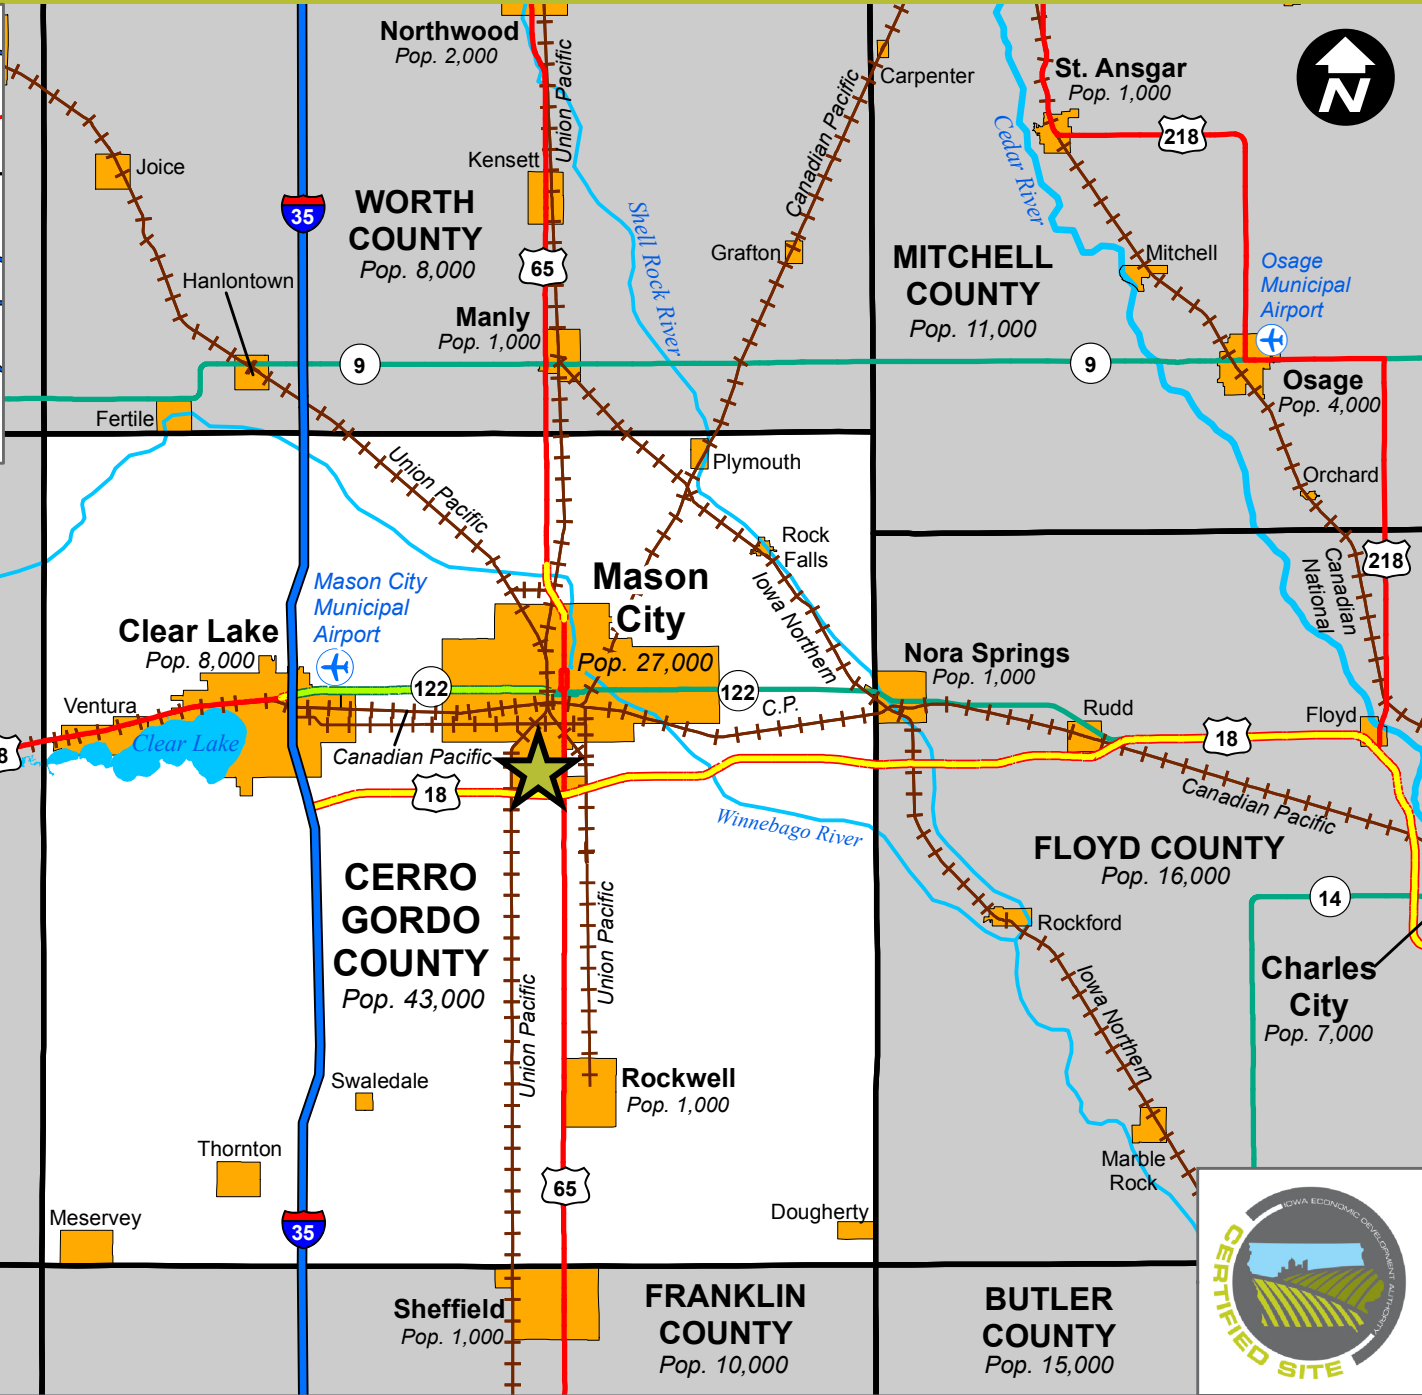 Northwood
Pop. 2,000
Union Pacific
Canadian Pacific
Carpenter
St. Ansgar
Pop. 1,000
N
218
Cedar River
Joice
Kensett
35
WORTH
COUNTY
Pop. 8,000
65
Shell Rock River
Grafton
MITCHELL
COUNTY
Pop. 11,000
Mitchell
Osage
Municipal
Airport
Hanlontown
Manly
Pop. 1,000
9
9
Osage
Pop. 4,000
Fertile
Union Pacific
Plymouth
Orchard
Rock
Falls
Iowa Northern
Canadian
National
218
Mason City
Municipal
Airport
Mason
City
Pop. 27,000
Clear Lake
Pop. 8,000
122
122
C.P.
Nora Springs
Pop. 1,000
Ventura
Clear Lake
Canadian Pacific
Rudd
Floyd
8
18
18
Winnebago River
Canadian Pacific
CERRO
GORDO
COUNTY
Pop. 43,000
FLOYD COUNTY
Pop. 16,000
14
Union Pacific
Union Pacific
Rockford
Charles
City
Pop. 7,000
Iowa Northern
Swaledale
Rockwell
Pop. 1,000
Thornton
Marble
Rock
65
Meservey
35
Dougherty
Sheffield
Pop. 1,000
FRANKLIN
COUNTY
Pop. 10,000
BUTLER
COUNTY
Pop. 15,000
IOWA ECONOMIC DEVELOPMENT AUTHORITY
CERTIFIED SITE